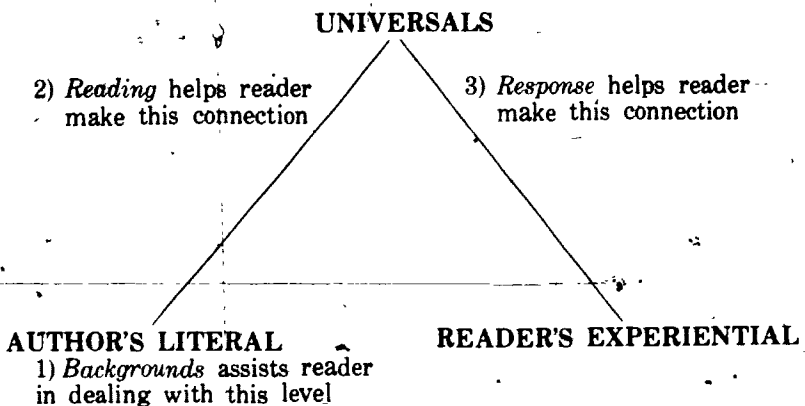 UNIVERSALS
2) Reading helps reader
make this connection
3) Response helps reader
make this connection
AUTHOR'S LITERAL
1) Backgrounds assists reader
in dealing with this level
READER'S EXPERIENTIAL